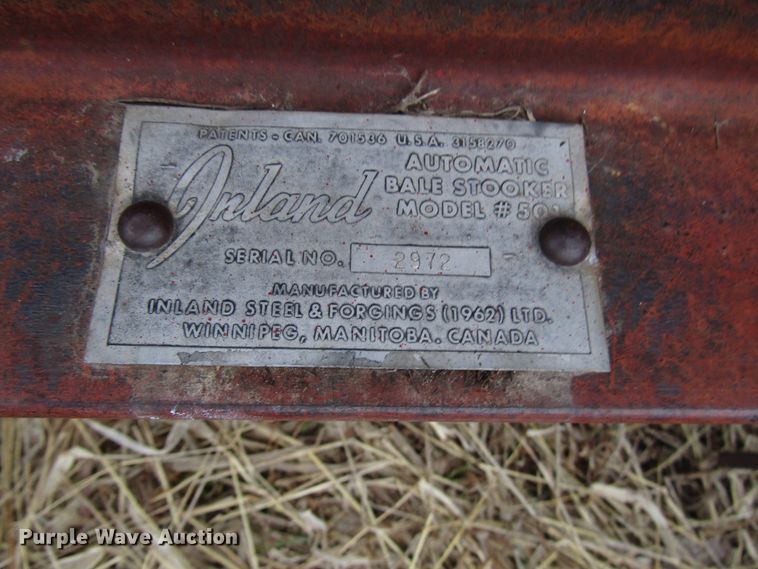 PATENTS - CAN. 701536 U.S.A. 3158270
Inland
AUTOMATIC
BALE STOOKER
MODEL # 501
SERIAL NO. 2972
MANUFACTURED BY
INLAND STEEL & FORGINGS (1962) LTD.
WINNIPEG, MANITOBA. CANADA
Purple Wave Auction